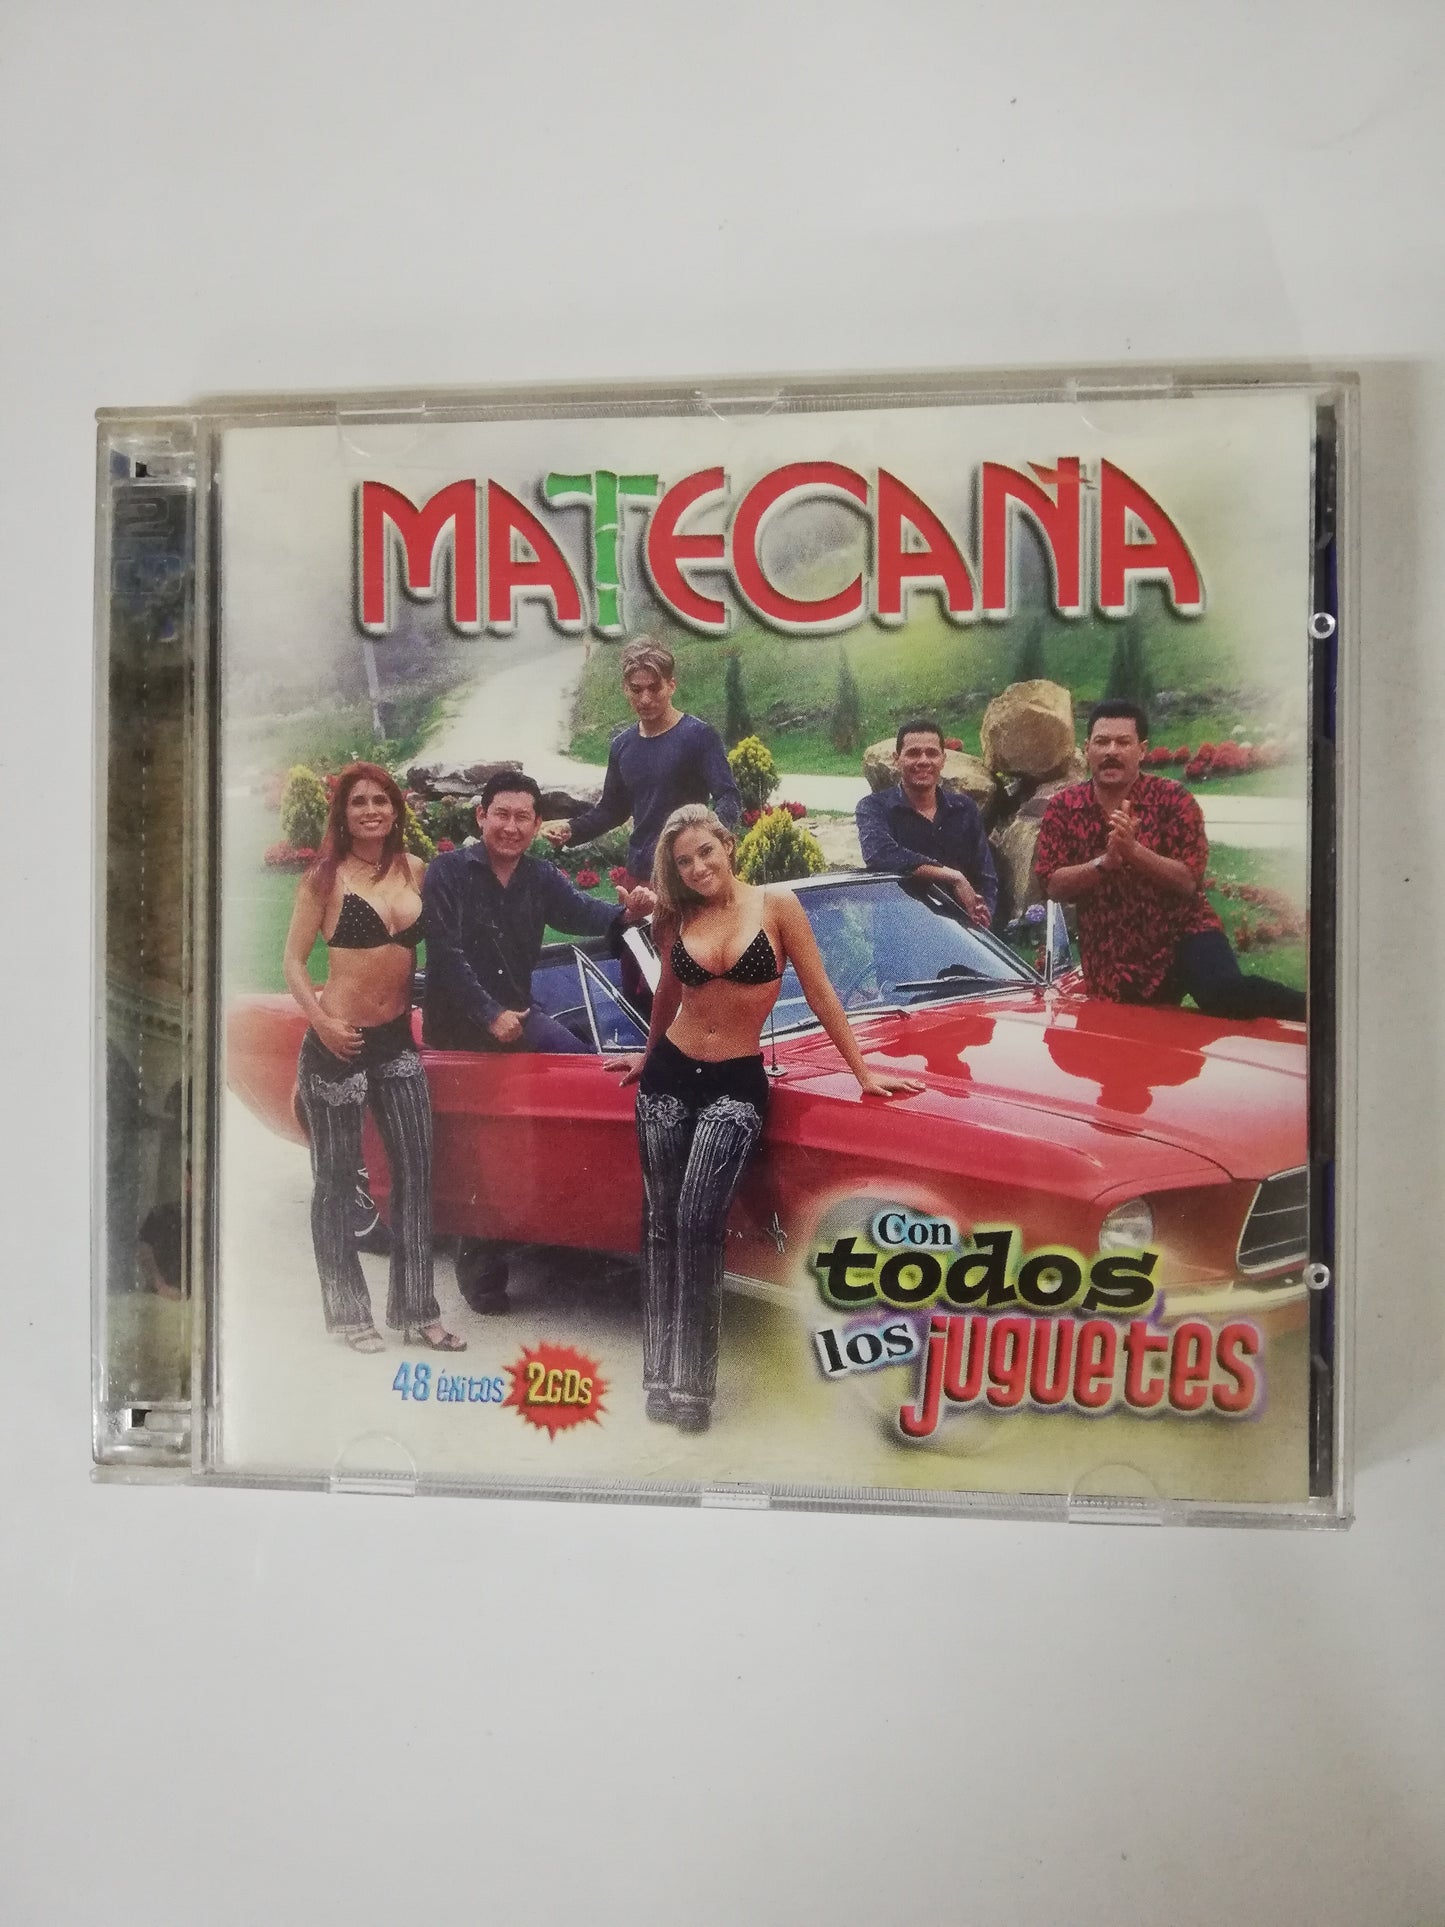 MATECAÑA
Con
todos
los juguetes
48 éxitos 2CDs